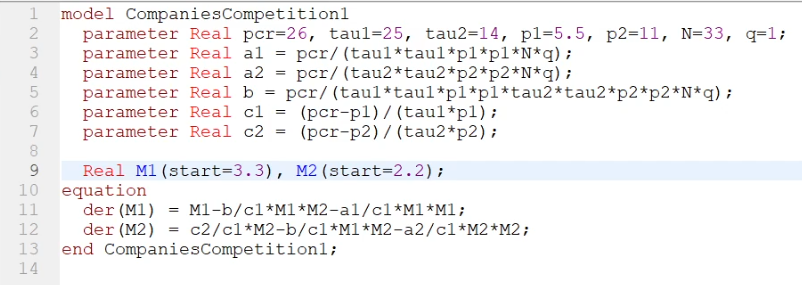 1 model CompaniesCompetition1
2   parameter Real pcr=26, tau1=25, tau2=14, p1=5.5, p2=11, N=33, q=1;
3   parameter Real a1 = pcr/(tau1*tau1*p1*p1*N*q);
4   parameter Real a2 = pcr/(tau2*tau2*p2*p2*N*q);
5   parameter Real b = pcr/(tau1*tau1*p1*p1*tau2*tau2*p2*p2*N*q);
6   parameter Real c1 = (pcr-p1)/(tau1*p1);
7   parameter Real c2 = (pcr-p2)/(tau2*p2);
8
9   Real M1(start=3.3), M2(start=2.2);
10 equation
11   der(M1) = M1-b/c1*M1*M2-a1/c1*M1*M1;
12   der(M2) = c2/c1*M2-b/c1*M1*M2-a2/c1*M2*M2;
13 end CompaniesCompetition1;
14